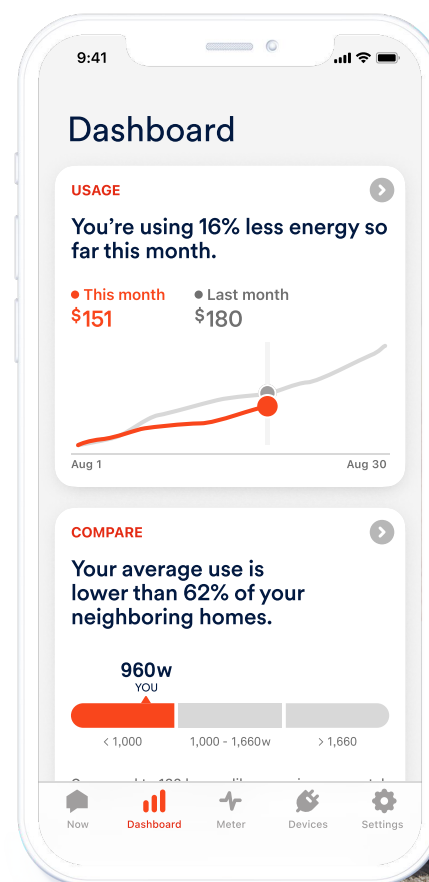 9:41
Dashboard
USAGE
You're using 16% less energy so
far this month.
This month
Last month
$151
$180
Aug 1
Aug 30
COMPARE
Your average use is
lower than 62% of your
neighboring homes.
960w
YOU
< 1,000
1,000 - 1,660w
> 1,660
Now
Dashboard
Meter
Devices
Settings